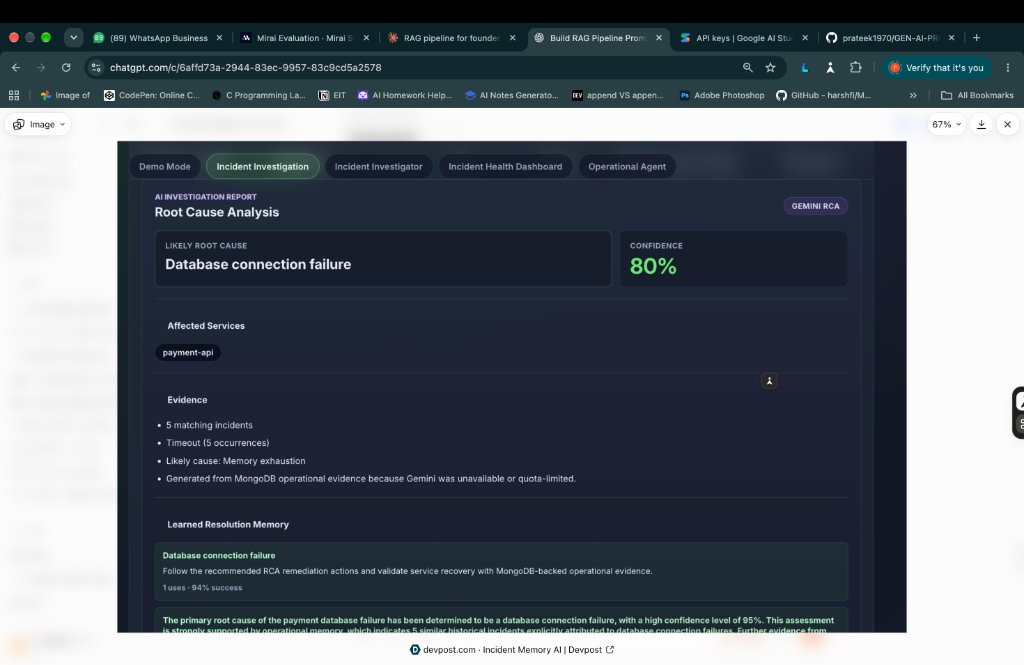 (89) WhatsApp Business
Mirai Evaluation · Mirai S
RAG pipeline for founder
Build RAG Pipeline Prom
API keys | Google AI Stu
prateek1970/GEN-AI-PR
chatgpt.com/c/6affd73a-2944-83ec-9957-83c9cd5a2578
Verify that it's you
Image of
CodePen: Online C...
C Programming La...
EIT
AI Homework Help...
AI Notes Generato...
DEV
append VS appen...
Ps
Adobe Photoshop
GitHub - harshfi/M...
»
All Bookmarks
Image
67%
Demo Mode
Incident Investigation
Incident Investigator
Incident Health Dashboard
Operational Agent
AI INVESTIGATION REPORT
Root Cause Analysis
GEMINI RCA
LIKELY ROOT CAUSE
Database connection failure
CONFIDENCE
80%
Affected Services
payment-api
Evidence
• 5 matching incidents
• Timeout (5 occurrences)
• Likely cause: Memory exhaustion
• Generated from MongoDB operational evidence because Gemini was unavailable or quota-limited.
Learned Resolution Memory
Database connection failure
Follow the recommended RCA remediation actions and validate service recovery with MongoDB-backed operational evidence.
1 uses · 94% success
The primary root cause of the payment database failure has been determined to be a database connection failure, with a high confidence level of 95%. This assessment
is strongly supported by operational memory, which indicates 5 similar historical incidents explicitly attributed to database connection failures. Further evidence from
devpost.com · Incident Memory AI | Devpost